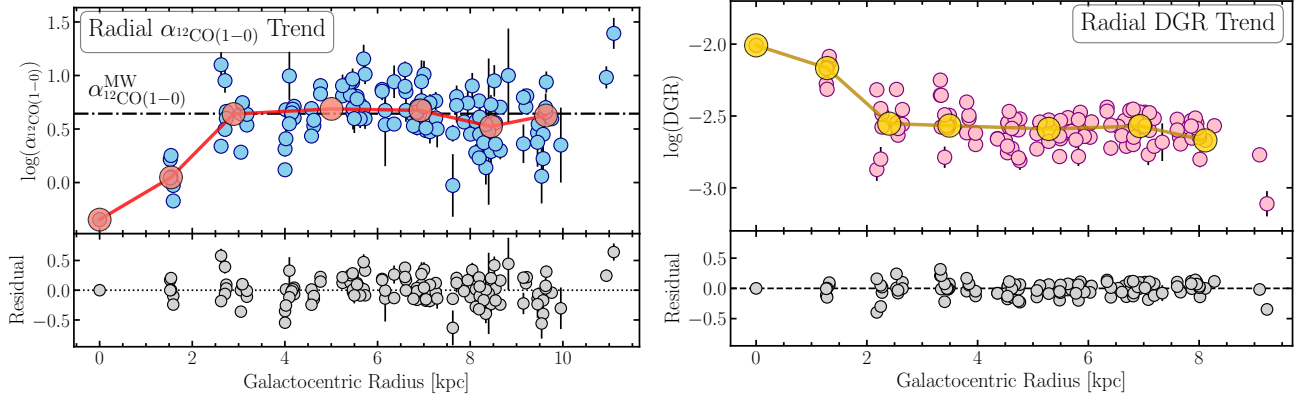 Radial α₁₂CO(1−0) Trend
α^MW_12CO(1−0)
log(α₁₂CO(1−0))
1.5
1.0
0.5
0.0
Residual
0.5
0.0
−0.5
0
2
4
6
8
10
Galactocentric Radius [kpc]
Radial DGR Trend
log(DGR)
−2.0
−2.5
−3.0
Residual
0.5
0.0
−0.5
0
2
4
6
8
Galactocentric Radius [kpc]